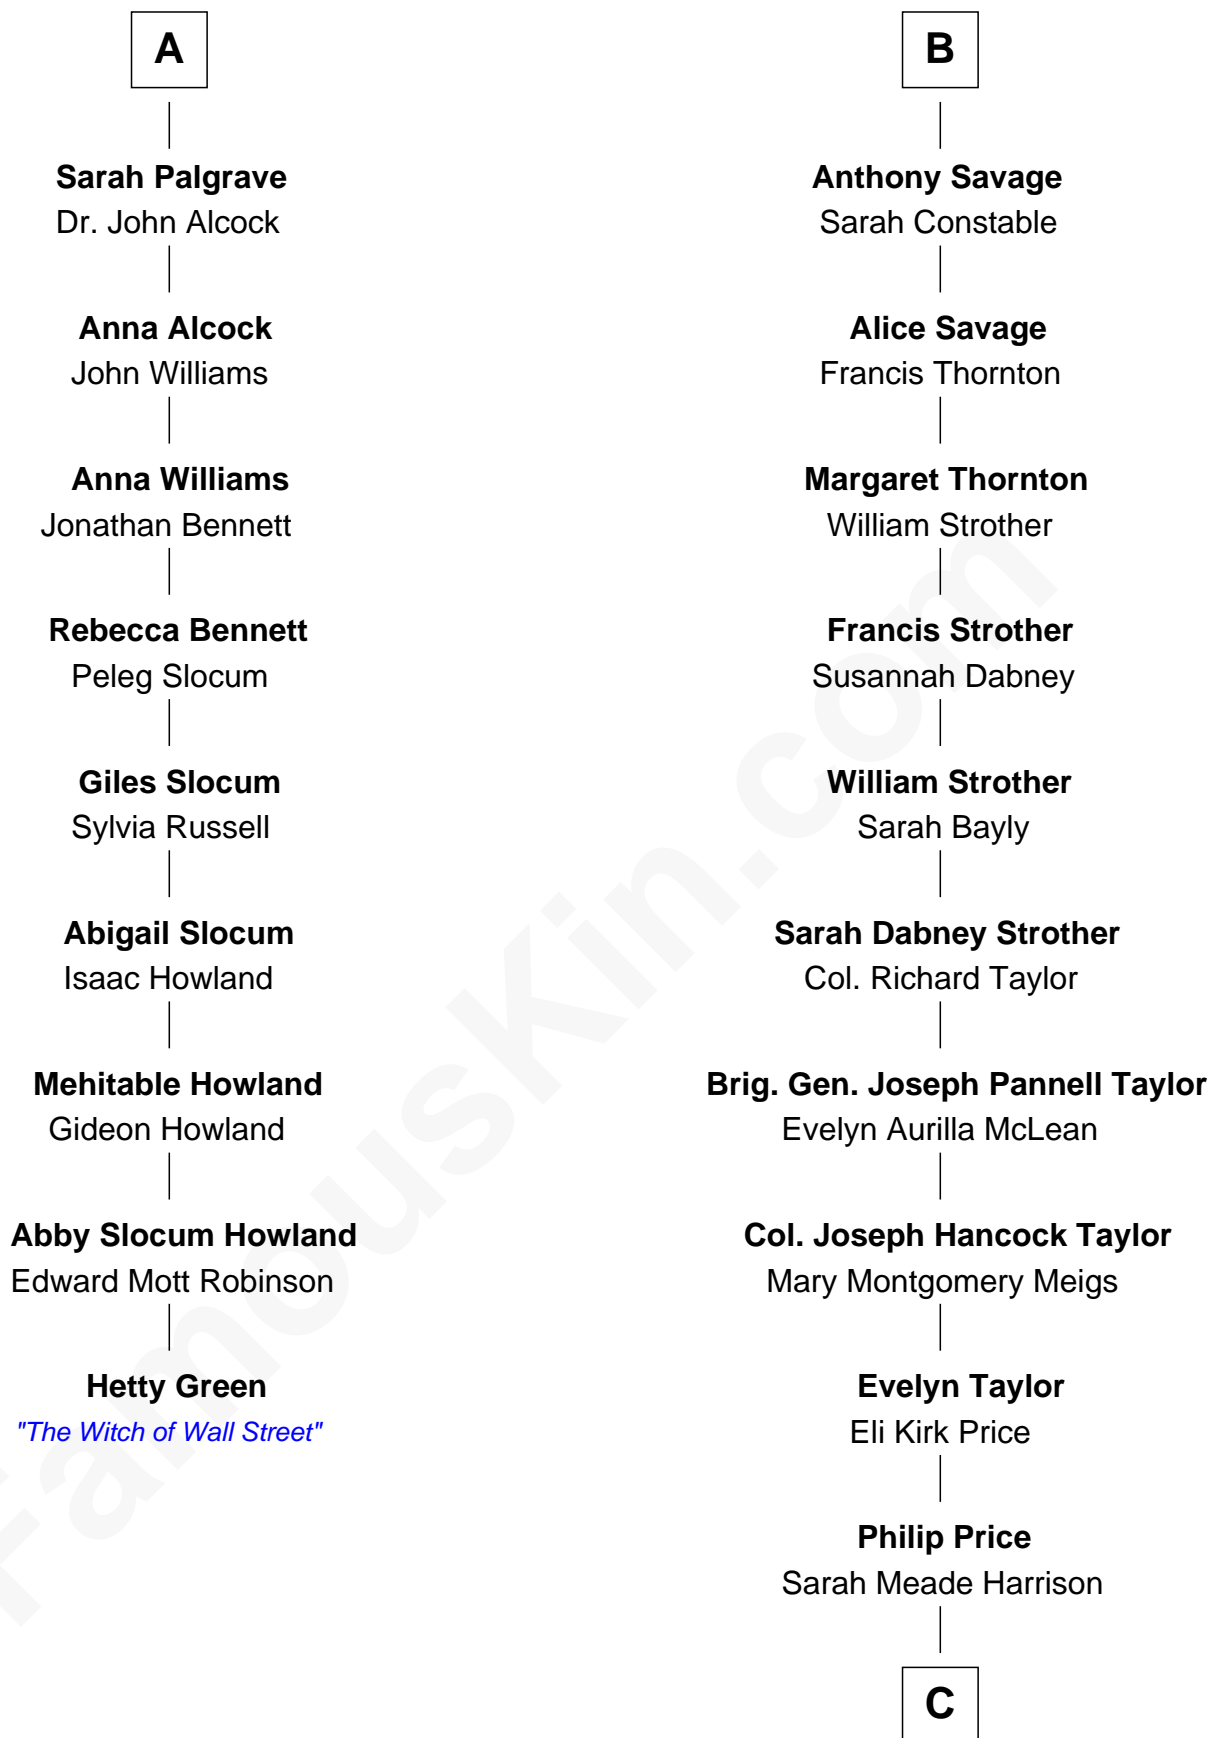 A
Sarah Palgrave
Dr. John Alcock
Anna Alcock
John Williams
Anna Williams
Jonathan Bennett
Rebecca Bennett
Peleg Slocum
Giles Slocum
Sylvia Russell
Abigail Slocum
Isaac Howland
Mehitable Howland
Gideon Howland
Abby Slocum Howland
Edward Mott Robinson
Hetty Green
"The Witch of Wall Street"
B
Anthony Savage
Sarah Constable
Alice Savage
Francis Thornton
Margaret Thornton
William Strother
Francis Strother
Susannah Dabney
William Strother
Sarah Bayly
Sarah Dabney Strother
Col. Richard Taylor
Brig. Gen. Joseph Pannell Taylor
Evelyn Aurilla McLean
Col. Joseph Hancock Taylor
Mary Montgomery Meigs
Evelyn Taylor
Eli Kirk Price
Philip Price
Sarah Meade Harrison
C
FamousKin.com